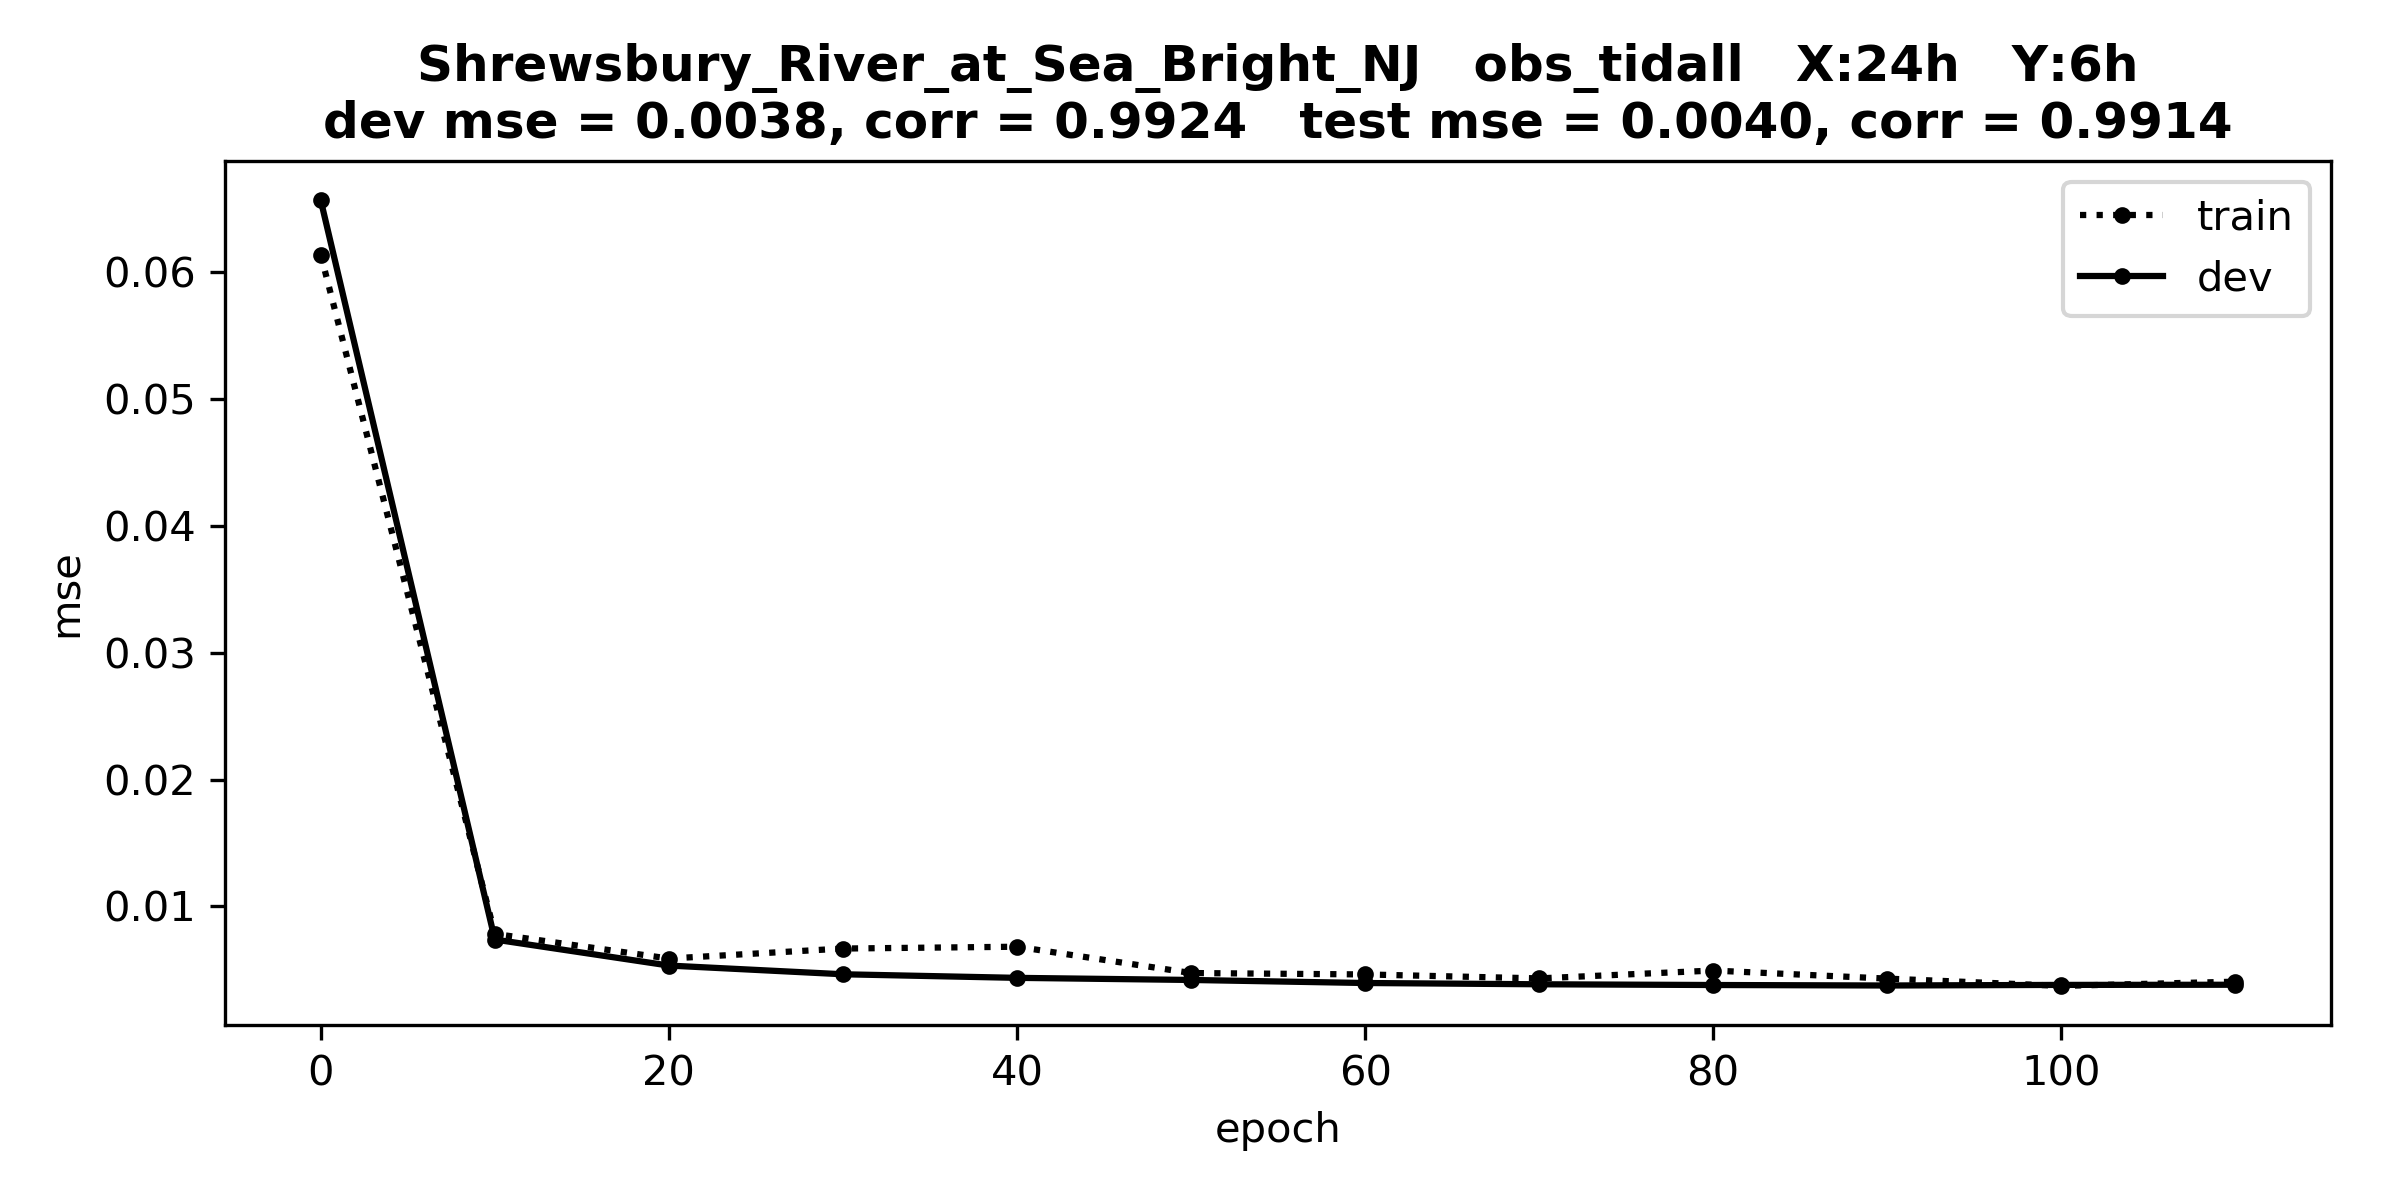 Shrewsbury_River_at_Sea_Bright_NJ   obs_tidall   X:24h   Y:6h
dev mse = 0.0038, corr = 0.9924   test mse = 0.0040, corr = 0.9914
train
dev
0.06
0.05
0.04
0.03
0.02
0.01
mse
0 20 40 60 80 100
epoch